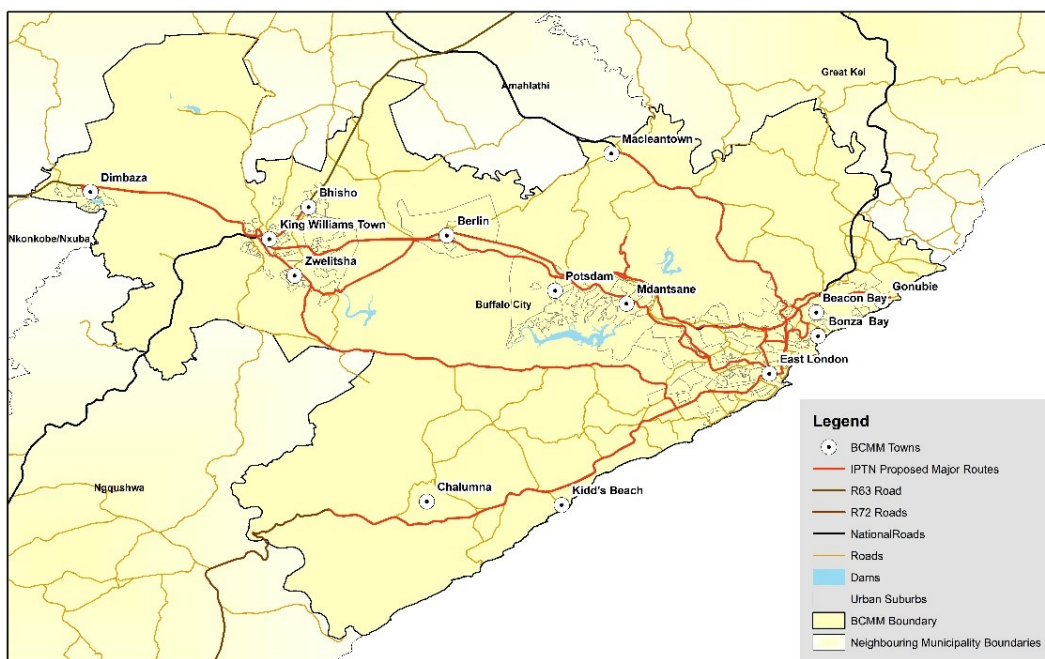 Great Kei
Amahlathi
Macleantown
Dimbaza
Bhisho
King Williams Town
Berlin
Nkonkobe/Nxuba
Zwelitsha
Potsdam
Mdantsane
Buffalo City
Gonubie
Beacon Bay
Bonza Bay
East London
Ngqushwa
Chalumna
Kidd's Beach
Legend
BCMM Towns
IPTN Proposed Major Routes
R63 Road
R72 Roads
NationalRoads
Roads
Dams
Urban Suburbs
BCMM Boundary
Neighbouring Municipality Boundaries